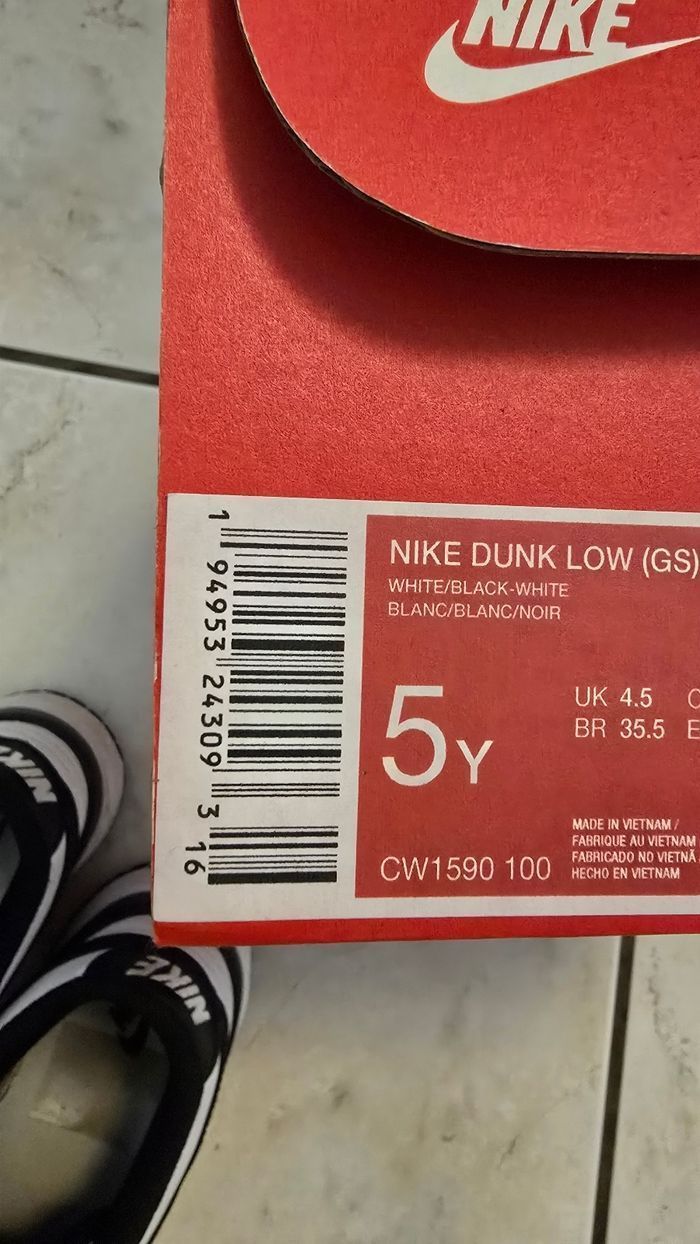 NIKE
NIKE DUNK LOW (GS)
WHITE/BLACK-WHITE
BLANC/BLANC/NOIR
5Y
UK 4.5
BR 35.5
CW1590 100
MADE IN VIETNAM /
FABRIQUE AU VIETNAM
FABRICADO NO VIETNÃ
HECHO EN VIETNAM
1 94953 24309 3 16
NIKE
NIKE